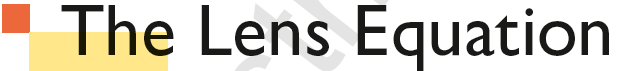 The Lens Equation